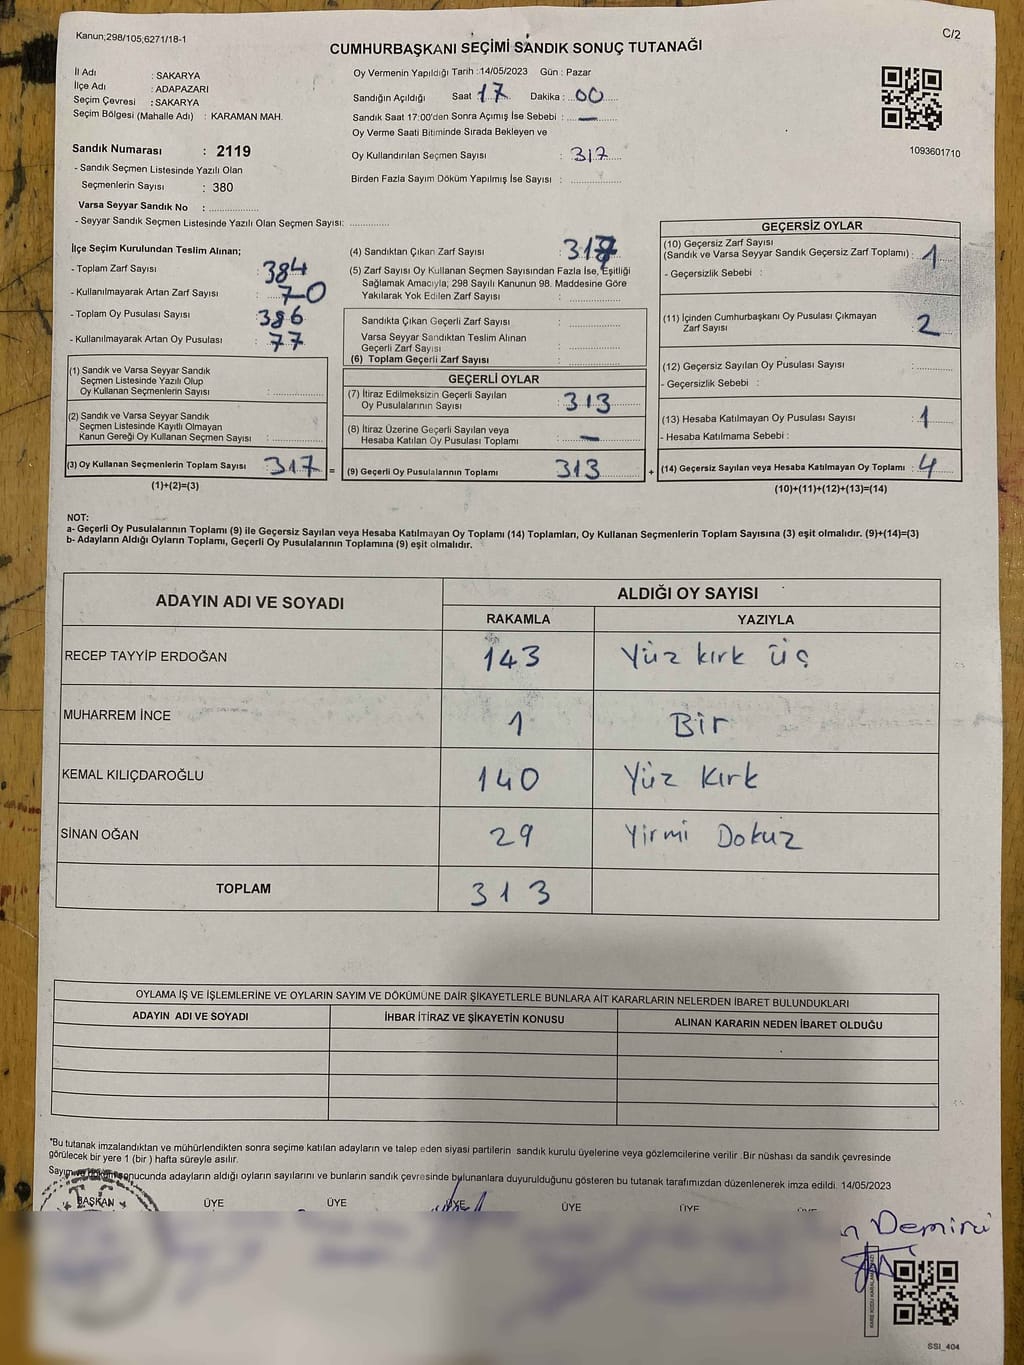 Kanun;298/105,6271/18-1
C/2
CUMHURBAŞKANI SEÇİMİ SANDIK SONUÇ TUTANAĞI
İl Adı : SAKARYA
İlçe Adı : ADAPAZARI
Seçim Çevresi : SAKARYA
Seçim Bölgesi (Mahalle Adı) : KARAMAN MAH.
Sandık Numarası : 2119
- Sandık Seçmen Listesinde Yazılı Olan
Seçmenlerin Sayısı : 380
Varsa Seyyar Sandık No :
- Seyyar Sandık Seçmen Listesinde Yazılı Olan Seçmen Sayısı:
Oy Vermenin Yapıldığı Tarih :14/05/2023 Gün : Pazar
Sandığın Açıldığı Saat 17 Dakika : 00
Sandık Saat 17:00'den Sonra Açımış İse Sebebi : —
Oy Verme Saati Bitiminde Sırada Bekleyen ve
Oy Kullandırılan Seçmen Sayısı : 317
Birden Fazla Sayım Döküm Yapılmış İse Sayısı :
1093601710
İlçe Seçim Kurulundan Teslim Alınan;
- Toplam Zarf Sayısı : 384
- Kullanılmayarak Artan Zarf Sayısı : 70
- Toplam Oy Pusulası Sayısı : 386
- Kullanılmayarak Artan Oy Pusulası : 77
(1) Sandık ve Varsa Seyyar Sandık
Seçmen Listesinde Yazılı Olup
Oy Kullanan Seçmenlerin Sayısı :
(2) Sandık ve Varsa Seyyar Sandık
Seçmen Listesinde Kayıtlı Olmayan
Kanun Gereği Oy Kullanan Seçmen Sayısı :
(3) Oy Kullanan Seçmenlerin Toplam Sayısı : 317 =
(1)+(2)=(3)
(4) Sandıktan Çıkan Zarf Sayısı : 317
(5) Zarf Sayısı Oy Kullanan Seçmen Sayısından Fazla İse, Eşitliği
Sağlamak Amacıyla; 298 Sayılı Kanunun 98. Maddesine Göre
Yakılarak Yok Edilen Zarf Sayısı :
Sandıkta Çıkan Geçerli Zarf Sayısı :
Varsa Seyyar Sandıktan Teslim Alınan
Geçerli Zarf Sayısı :
(6) Toplam Geçerli Zarf Sayısı :
GEÇERLİ OYLAR
(7) İtiraz Edilmeksizin Geçerli Sayılan
Oy Pusulalarının Sayısı : 313
(8) İtiraz Üzerine Geçerli Sayılan veya
Hesaba Katılan Oy Pusulası Toplamı : —
(9) Geçerli Oy Pusulalarının Toplamı 313 +
GEÇERSİZ OYLAR
(10) Geçersiz Zarf Sayısı
(Sandık ve Varsa Seyyar Sandık Geçersiz Zarf Toplamı) : 1
- Geçersizlik Sebebi :
(11) İçinden Cumhurbaşkanı Oy Pusulası Çıkmayan
Zarf Sayısı 2
(12) Geçersiz Sayılan Oy Pusulası Sayısı :
- Geçersizlik Sebebi :
(13) Hesaba Katılmayan Oy Pusulası Sayısı : 1
- Hesaba Katılmama Sebebi :
(14) Geçersiz Sayılan veya Hesaba Katılmayan Oy Toplamı : 4
(10)+(11)+(12)+(13)=(14)
NOT:
a- Geçerli Oy Pusulalarının Toplamı (9) ile Geçersiz Sayılan veya Hesaba Katılmayan Oy Toplamı (14) Toplamları, Oy Kullanan Seçmenlerin Toplam Sayısına (3) eşit olmalıdır. (9)+(14)=(3)
b- Adayların Aldığı Oyların Toplamı, Geçerli Oy Pusulalarının Toplamına (9) eşit olmalıdır.
ADAYIN ADI VE SOYADI
ALDIĞI OY SAYISI
RAKAMLA YAZIYLA
RECEP TAYYİP ERDOĞAN 143 Yüz kırk üç
MUHARREM İNCE 1 Bir
KEMAL KILIÇDAROĞLU 140 Yüz Kırk
SİNAN OĞAN 29 Yirmi Dokuz
TOPLAM 313
OYLAMA İŞ VE İŞLEMLERİNE VE OYLARIN SAYIM VE DÖKÜMÜNE DAİR ŞİKAYETLERLE BUNLARA AİT KARARLARIN NELERDEN İBARET BULUNDUKLARI
ADAYIN ADI VE SOYADI İHBAR İTİRAZ VE ŞİKAYETİN KONUSU ALINAN KARARIN NEDEN İBARET OLDUĞU
"Bu tutanak imzalandıktan ve mühürlendikten sonra seçime katılan adayların ve talep eden siyasi partilerin sandık kurulu üyelerine veya gözlemcilerine verilir .Bir nüshası da sandık çevresinde
görülecek bir yere 1 (bir ) hafta süreyle asılır.
sonucunda adayların aldığı oyların sayılarını ve bunların sandık çevresinde bulunanlara duyurulduğunu gösteren bu tutanak tarafımızdan düzenlenerek imza edildi. 14/05/2023
BAŞKAN ÜYE ÜYE ÜYE ÜYE ÜYE
SSI_404